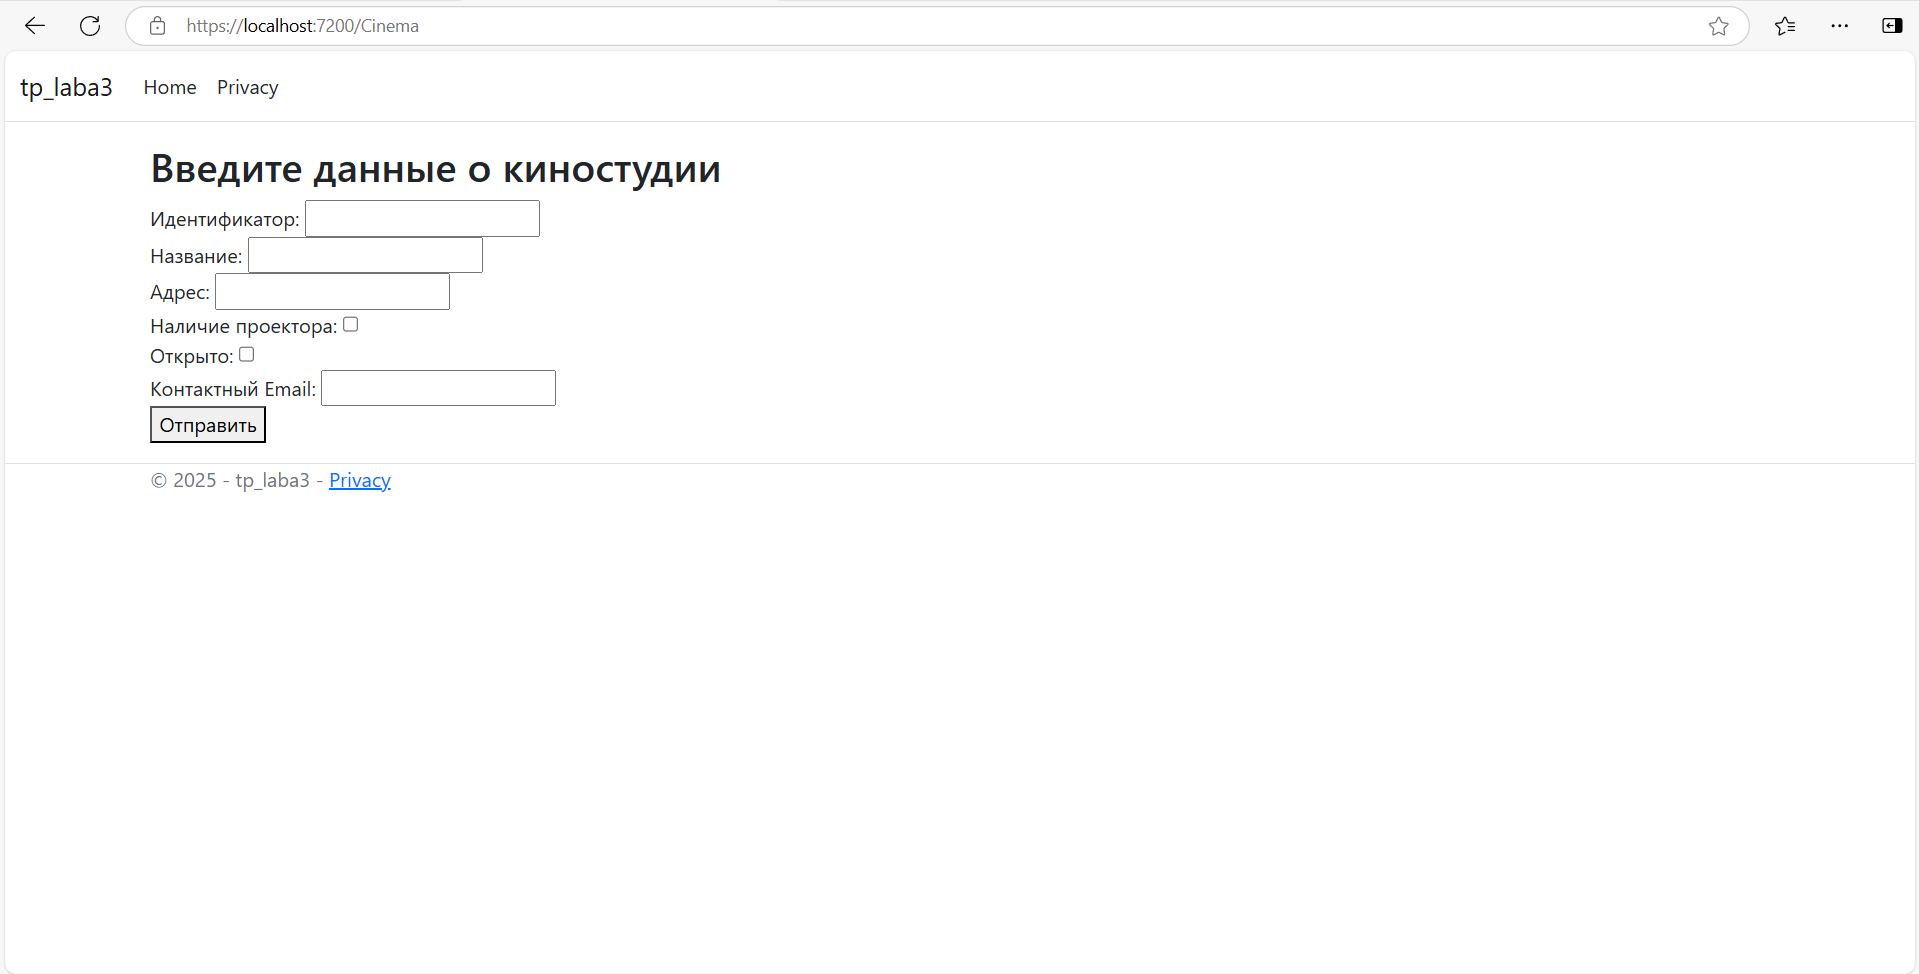 https://localhost:7200/Cinema
tp_laba3 Home Privacy
Введите данные о киностудии
Идентификатор:
Название:
Адрес:
Наличие проектора:
Открыто:
Контактный Email:
Отправить
© 2025 - tp_laba3 - Privacy